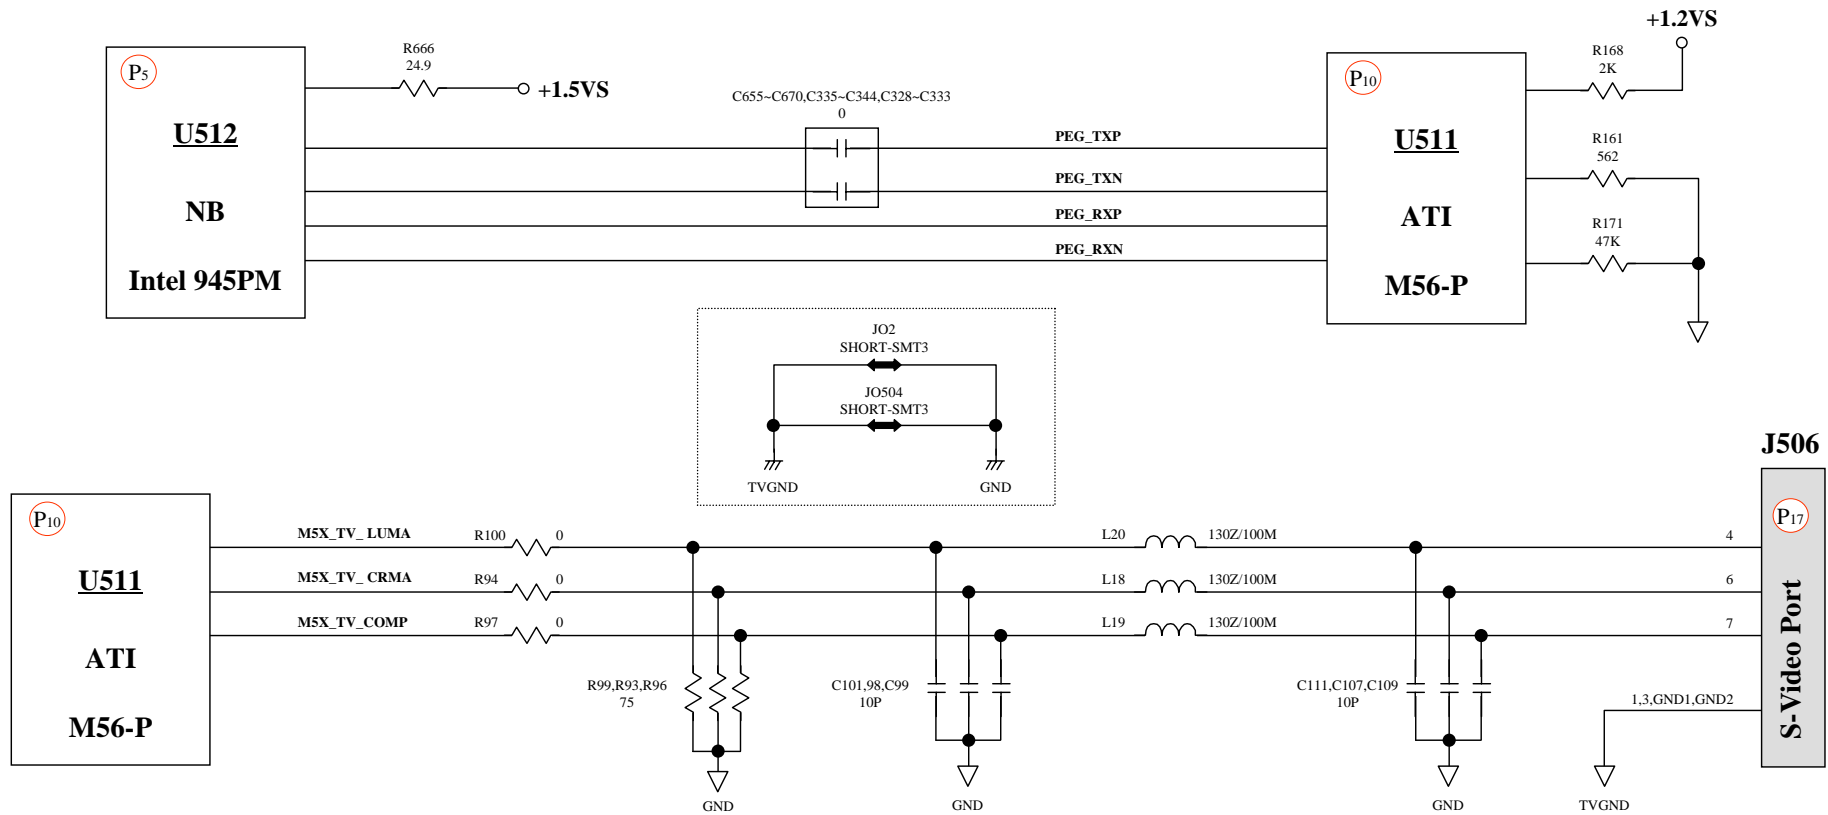 +1.2VS
P5
R666
24.9
+1.5VS
U512
NB
Intel 945PM
C655~C670,C335~C344,C328~C333
0
PEG_TXP
PEG_TXN
PEG_RXP
PEG_RXN
P10
U511
ATI
M56-P
R168
2K
R161
562
R171
47K
JO2
SHORT-SMT3
JO504
SHORT-SMT3
TVGND
GND
J506
P10
U511
ATI
M56-P
M5X_TV_ LUMA
R100
0
L20
130Z/100M
4
M5X_TV_ CRMA
R94
0
L18
130Z/100M
6
M5X_TV_COMP
R97
0
L19
130Z/100M
7
R99,R93,R96
75
C101,98,C99
10P
C111,C107,C109
10P
1,3,GND1,GND2
P17
S-Video Port
GND
GND
GND
TVGND